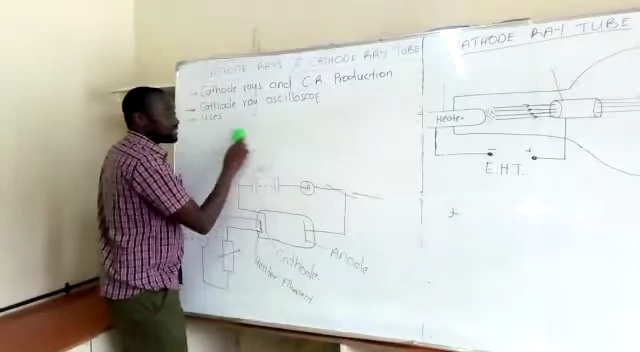 CATHODE RAYS & CATHODE RAY TUBE
→ Cathode rays and C.R. Production
→ Cathode ray oscilloscope
→ Uses
A
Cathode
Anode
Heater Filament
CATHODE RAY TUBE
Heater
-
+
E.H.T.
+